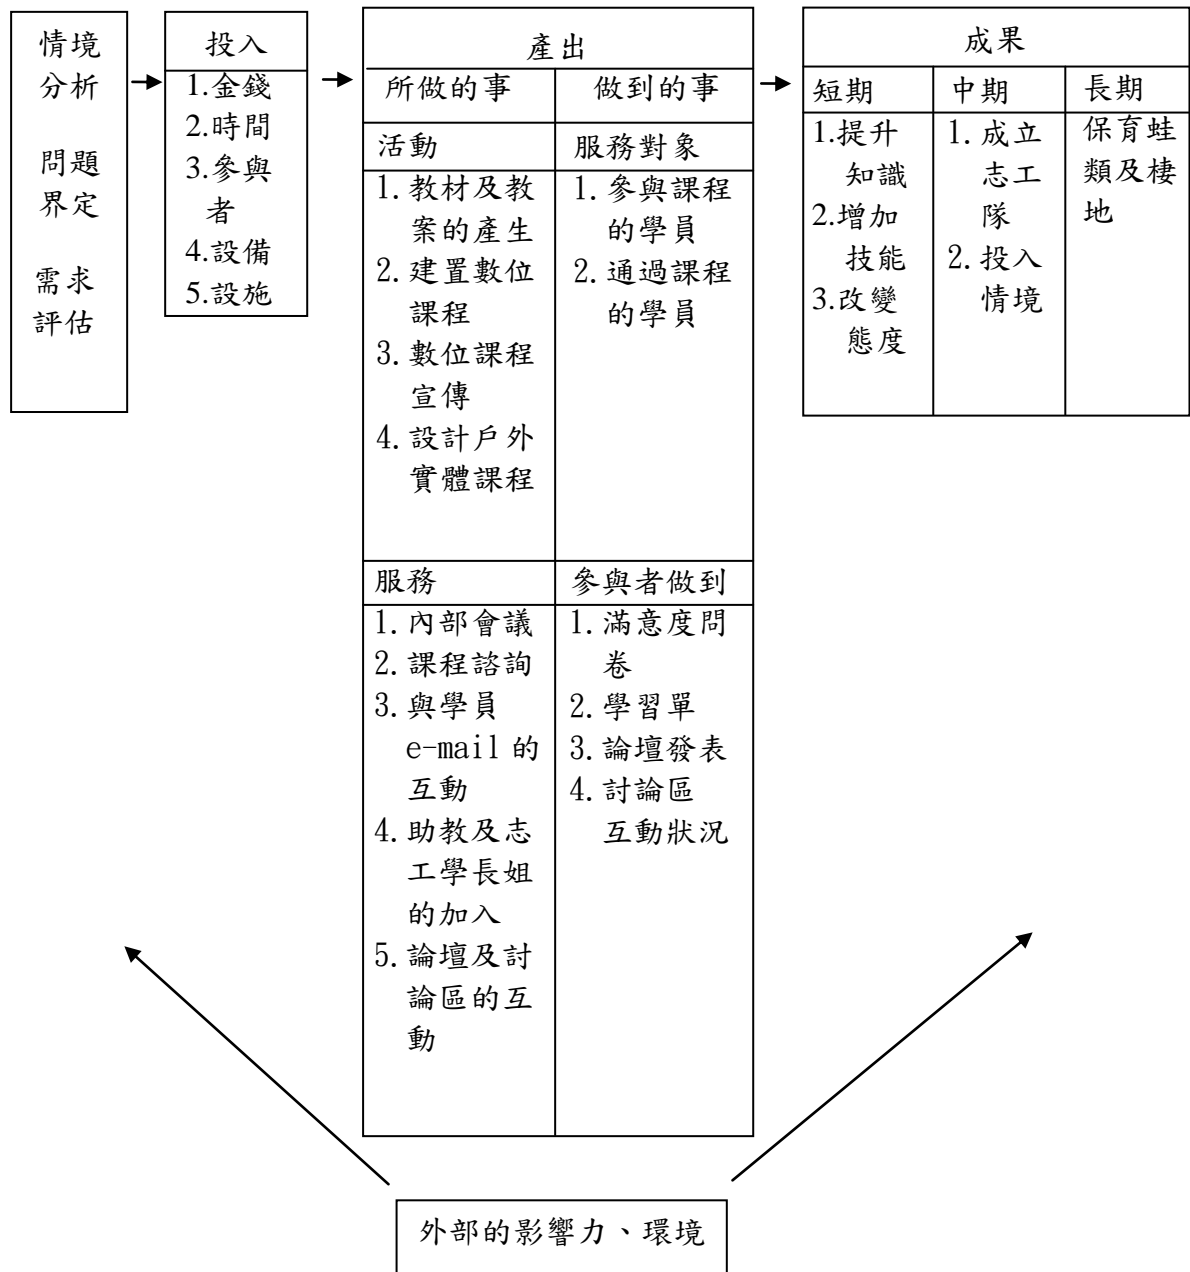 情境
分析
問題
界定
需求
評估
投入
1.金錢
2.時間
3.參與
者
4.設備
5.設施
產出
所做的事
做到的事
活動
1.教材及教
案的產生
2.建置數位
課程
3.數位課程
宣傳
4.設計戶外
實體課程
服務對象
1.參與課程
的學員
2.通過課程
的學員
服務
1.內部會議
2.課程諮詢
3.與學員
e-mail 的
互動
4.助教及志
工學長姐
的加入
5.論壇及討
論區的互
動
參與者做到
1.滿意度問
卷
2.學習單
3.論壇發表
4.討論區
互動狀況
成果
短期
1.提升
知識
2.增加
技能
3.改變
態度
中期
1.成立
志工
隊
2.投入
情境
長期
保育蛙
類及棲
地
外部的影響力、環境